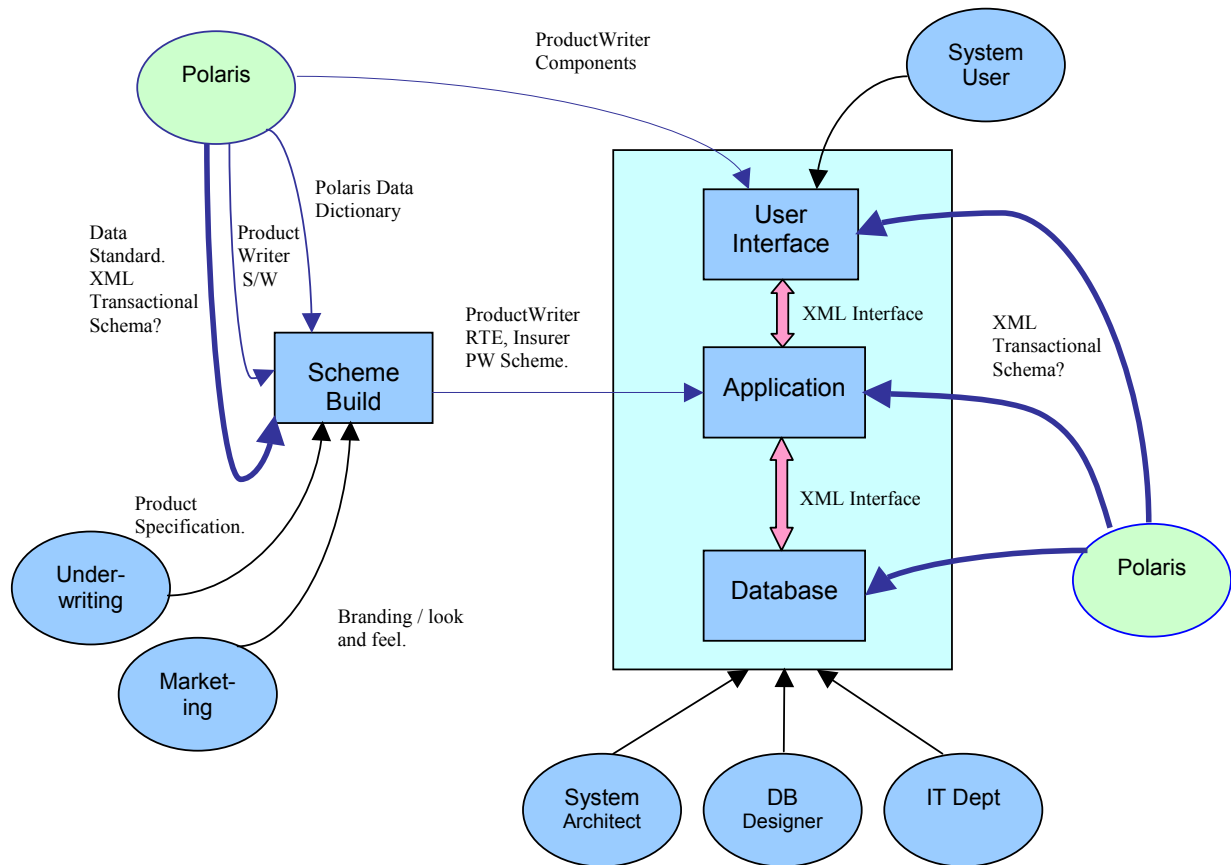 Polaris
ProductWriter
Components
System
User
Polaris Data
Dictionary
Data
Standard.
XML
Transactional
Schema?
Product
Writer
S/W
User
Interface
XML Interface
XML
Transactional
Schema?
ProductWriter
RTE, Insurer
PW Scheme.
Scheme
Build
Application
XML Interface
Product
Specification.
Under-
writing
Database
Polaris
Branding / look
and feel.
Market-
ing
System
Architect
DB
Designer
IT Dept